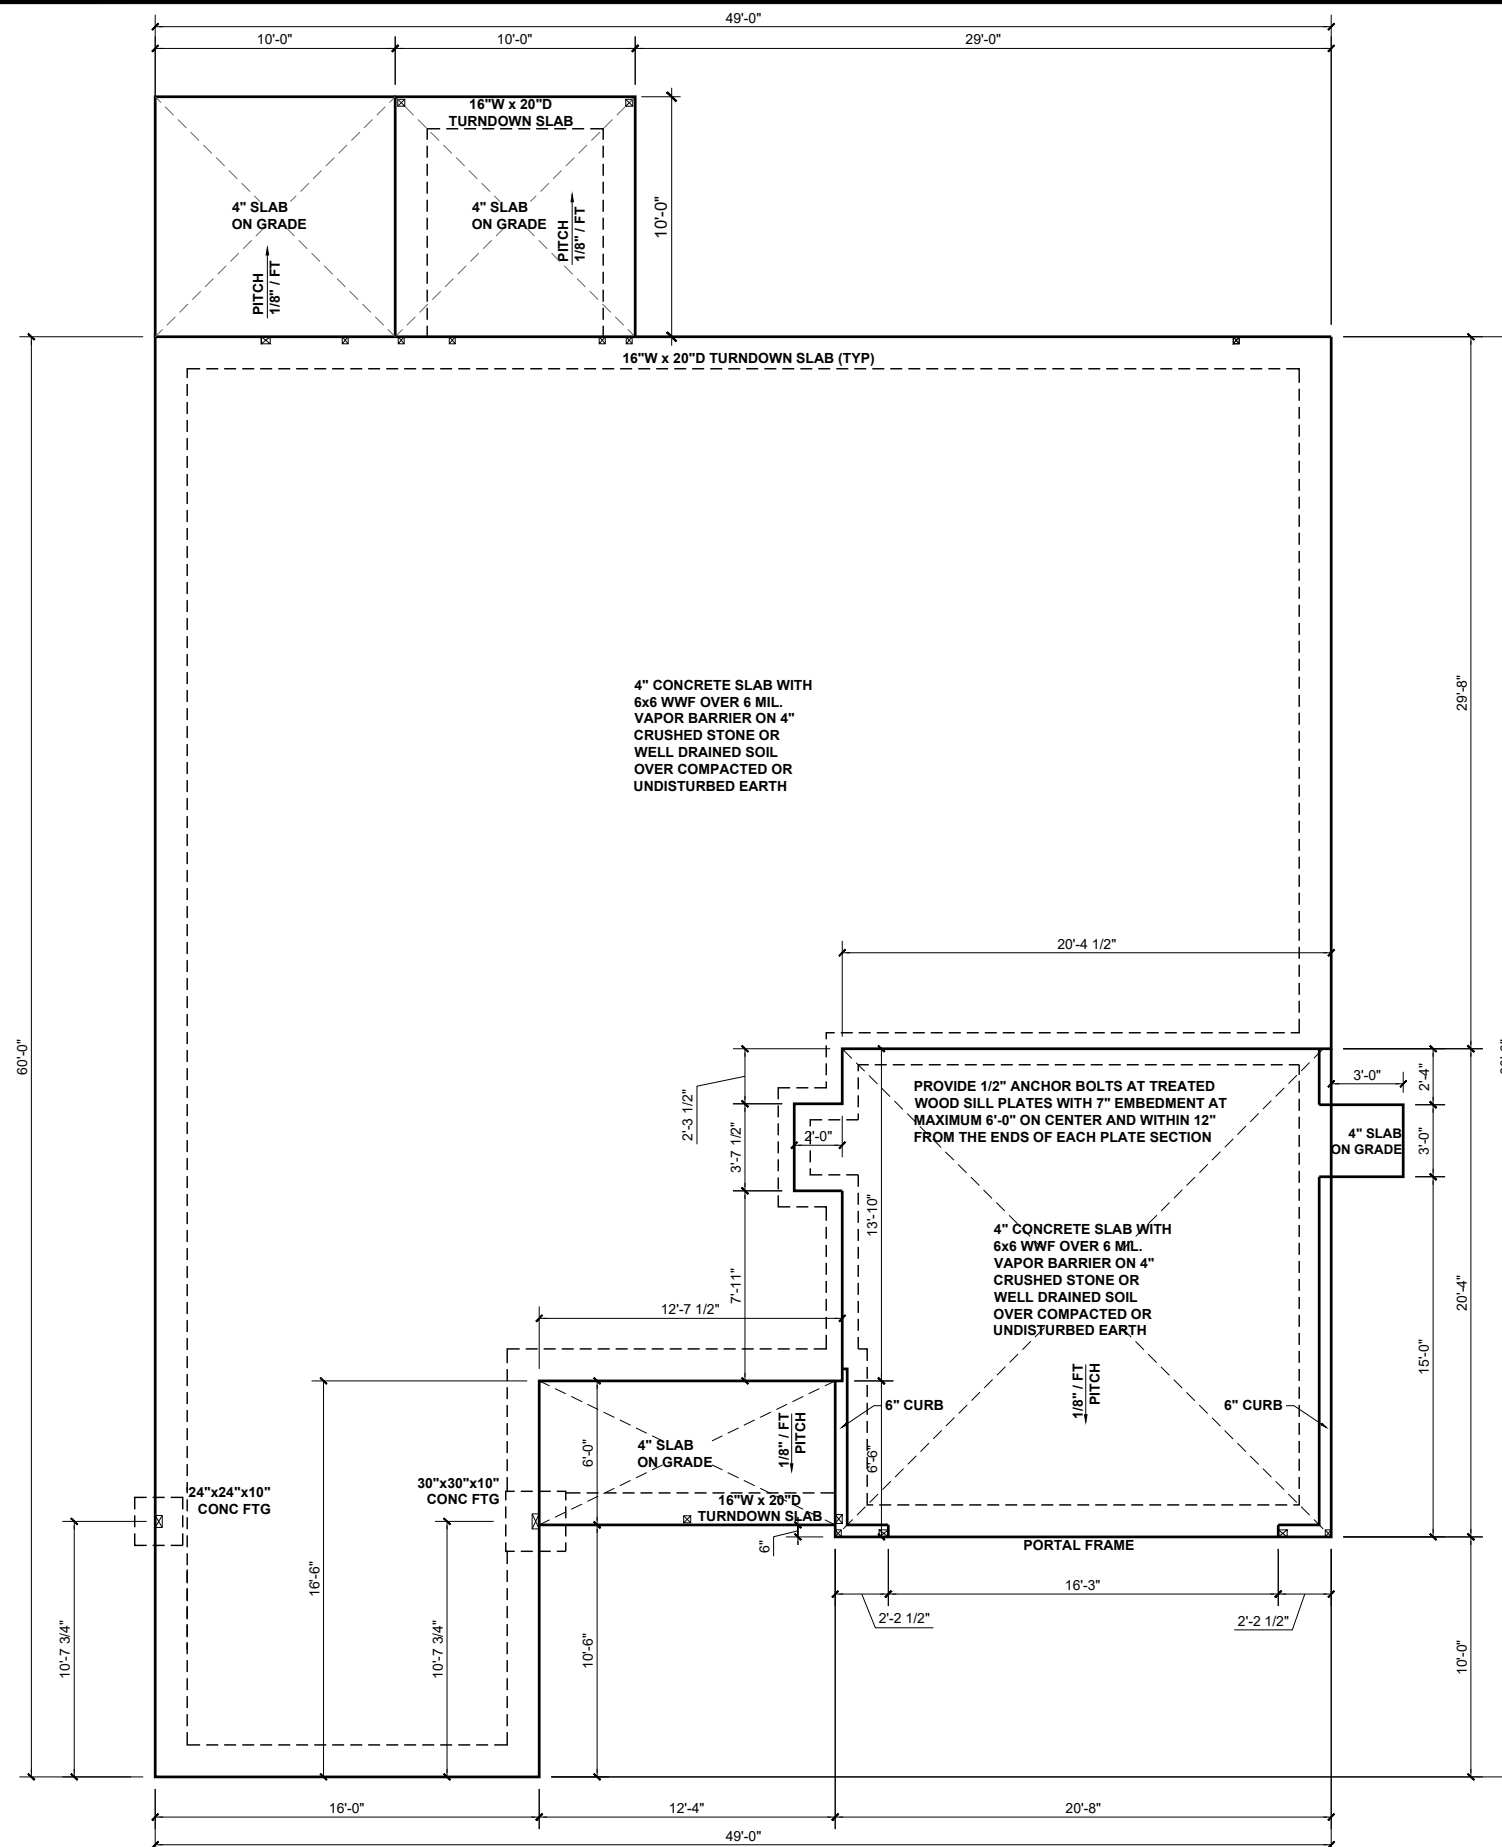 49'-0"
10'-0"
10'-0"
29'-0"
16"W x 20"D
TURNDOWN SLAB
4" SLAB
ON GRADE
4" SLAB
ON GRADE
PITCH
1/8" / FT
PITCH
1/8" / FT
10'-0"
16"W x 20"D TURNDOWN SLAB (TYP)
4" CONCRETE SLAB WITH
6x6 WWF OVER 6 MIL.
VAPOR BARRIER ON 4"
CRUSHED STONE OR
WELL DRAINED SOIL
OVER COMPACTED OR
UNDISTURBED EARTH
29'-8"
20'-4 1/2"
60'-0"
2'-3 1/2"
3'-7 1/2"
2'-0"
7'-11"
13'-10"
PROVIDE 1/2" ANCHOR BOLTS AT TREATED
WOOD SILL PLATES WITH 7" EMBEDMENT AT
MAXIMUM 6'-0" ON CENTER AND WITHIN 12"
FROM THE ENDS OF EACH PLATE SECTION
3'-0"
2'-4"
4" SLAB
ON GRADE
3'-0"
4" CONCRETE SLAB WITH
6x6 WWF OVER 6 MIL.
VAPOR BARRIER ON 4"
CRUSHED STONE OR
WELL DRAINED SOIL
OVER COMPACTED OR
UNDISTURBED EARTH
20'-4"
15'-0"
12'-7 1/2"
1/8" / FT
PITCH
6" CURB
6" CURB
1/8" / FT
PITCH
4" SLAB
ON GRADE
6'-0"
6'-6"
24"x24"x10"
CONC FTG
30"x30"x10"
CONC FTG
16"W x 20"D
TURNDOWN SLAB
6"
PORTAL FRAME
16'-6"
16'-3"
2'-2 1/2"
2'-2 1/2"
10'-7 3/4"
10'-7 3/4"
10'-6"
10'-0"
16'-0"
12'-4"
20'-8"
49'-0"